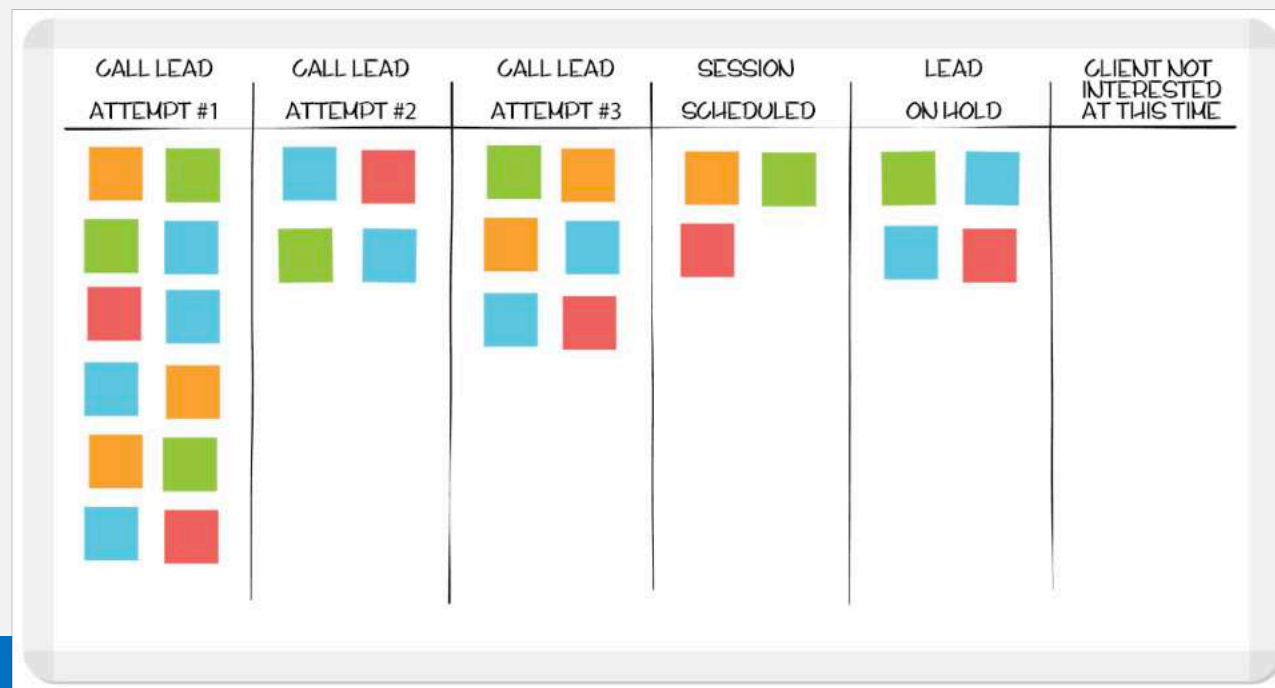 CALL LEAD
ATTEMPT #1
CALL LEAD
ATTEMPT #2
CALL LEAD
ATTEMPT #3
SESSION
SCHEDULED
LEAD
ON HOLD
CLIENT NOT
INTERESTED
AT THIS TIME